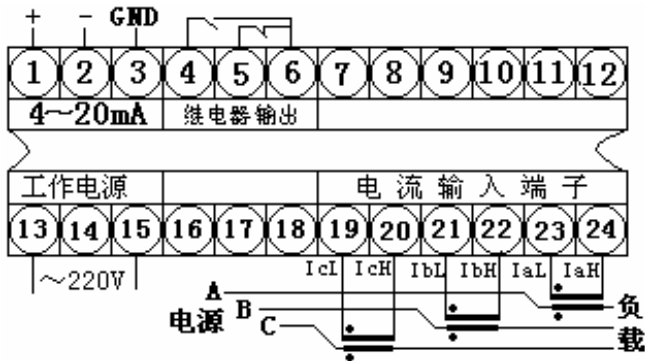 + - GND
1 2 3 4 5 6 7 8 9 10 11 12
4～20mA 继电器输出
工作电源 电流输入端子
13 14 15 16 17 18 19 20 21 22 23 24
～220V IcL IcH IbL IbH IaL IaH
A 负
电源 B 载
C